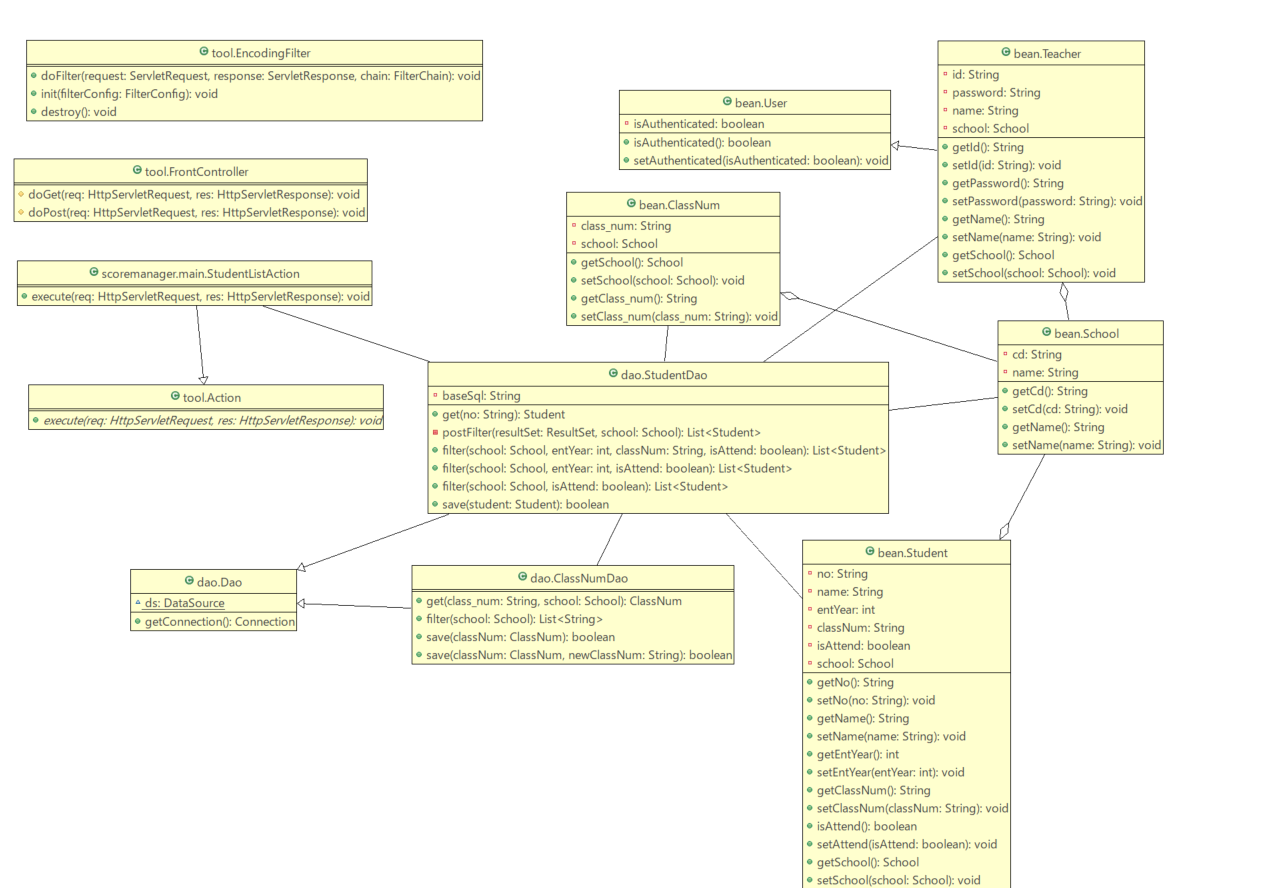 tool.EncodingFilter
doFilter(request: ServletRequest, response: ServletResponse, chain: FilterChain): void
init(filterConfig: FilterConfig): void
destroy(): void
tool.FrontController
doGet(req: HttpServletRequest, res: HttpServletResponse): void
doPost(req: HttpServletRequest, res: HttpServletResponse): void
scoremanager.main.StudentListAction
execute(req: HttpServletRequest, res: HttpServletResponse): void
tool.Action
execute(req: HttpServletRequest, res: HttpServletResponse): void
bean.User
isAuthenticated: boolean
isAuthenticated(): boolean
setAuthenticated(isAuthenticated: boolean): void
bean.Teacher
id: String
password: String
name: String
school: School
getId(): String
setId(id: String): void
getPassword(): String
setPassword(password: String): void
getName(): String
setName(name: String): void
getSchool(): School
setSchool(school: School): void
bean.ClassNum
class_num: String
school: School
getSchool(): School
setSchool(school: School): void
getClass_num(): String
setClass_num(class_num: String): void
bean.School
cd: String
name: String
getCd(): String
setCd(cd: String): void
getName(): String
setName(name: String): void
dao.StudentDao
baseSql: String
get(no: String): Student
postFilter(resultSet: ResultSet, school: School): List<Student>
filter(school: School, entYear: int, classNum: String, isAttend: boolean): List<Student>
filter(school: School, entYear: int, isAttend: boolean): List<Student>
filter(school: School, isAttend: boolean): List<Student>
save(student: Student): boolean
dao.Dao
ds: DataSource
getConnection(): Connection
dao.ClassNumDao
get(class_num: String, school: School): ClassNum
filter(school: School): List<String>
save(classNum: ClassNum): boolean
save(classNum: ClassNum, newClassNum: String): boolean
bean.Student
no: String
name: String
entYear: int
classNum: String
isAttend: boolean
school: School
getNo(): String
setNo(no: String): void
getName(): String
setName(name: String): void
getEntYear(): int
setEntYear(entYear: int): void
getClassNum(): String
setClassNum(classNum: String): void
isAttend(): boolean
setAttend(isAttend: boolean): void
getSchool(): School
setSchool(school: School): void